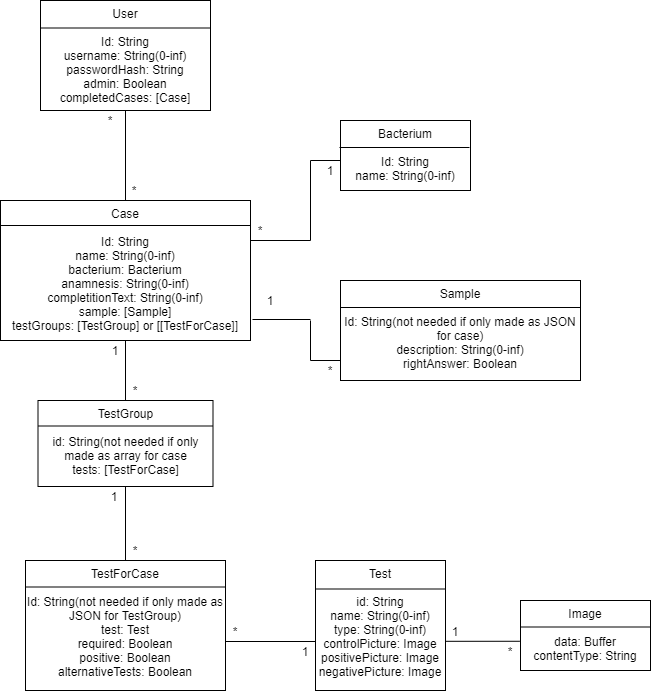 User
Id: String
username: String(0-inf)
passwordHash: String
admin: Boolean
completedCases: [Case]
*
*
Bacterium
Id: String
name: String(0-inf)
1
*
Case
Id: String
name: String(0-inf)
bacterium: Bacterium
anamnesis: String(0-inf)
completitionText: String(0-inf)
sample: [Sample]
testGroups: [TestGroup] or [[TestForCase]]
1
*
Sample
Id: String(not needed if only made as JSON
for case)
description: String(0-inf)
rightAnswer: Boolean
1
*
TestGroup
id: String(not needed if only
made as array for case
tests: [TestForCase]
1
*
TestForCase
Id: String(not needed if only made as
JSON for TestGroup)
test: Test
required: Boolean
positive: Boolean
alternativeTests: Boolean
*
1
Test
id: String
name: String(0-inf)
type: String(0-inf)
controlPicture: Image
positivePicture: Image
negativePicture: Image
1
*
Image
data: Buffer
contentType: String